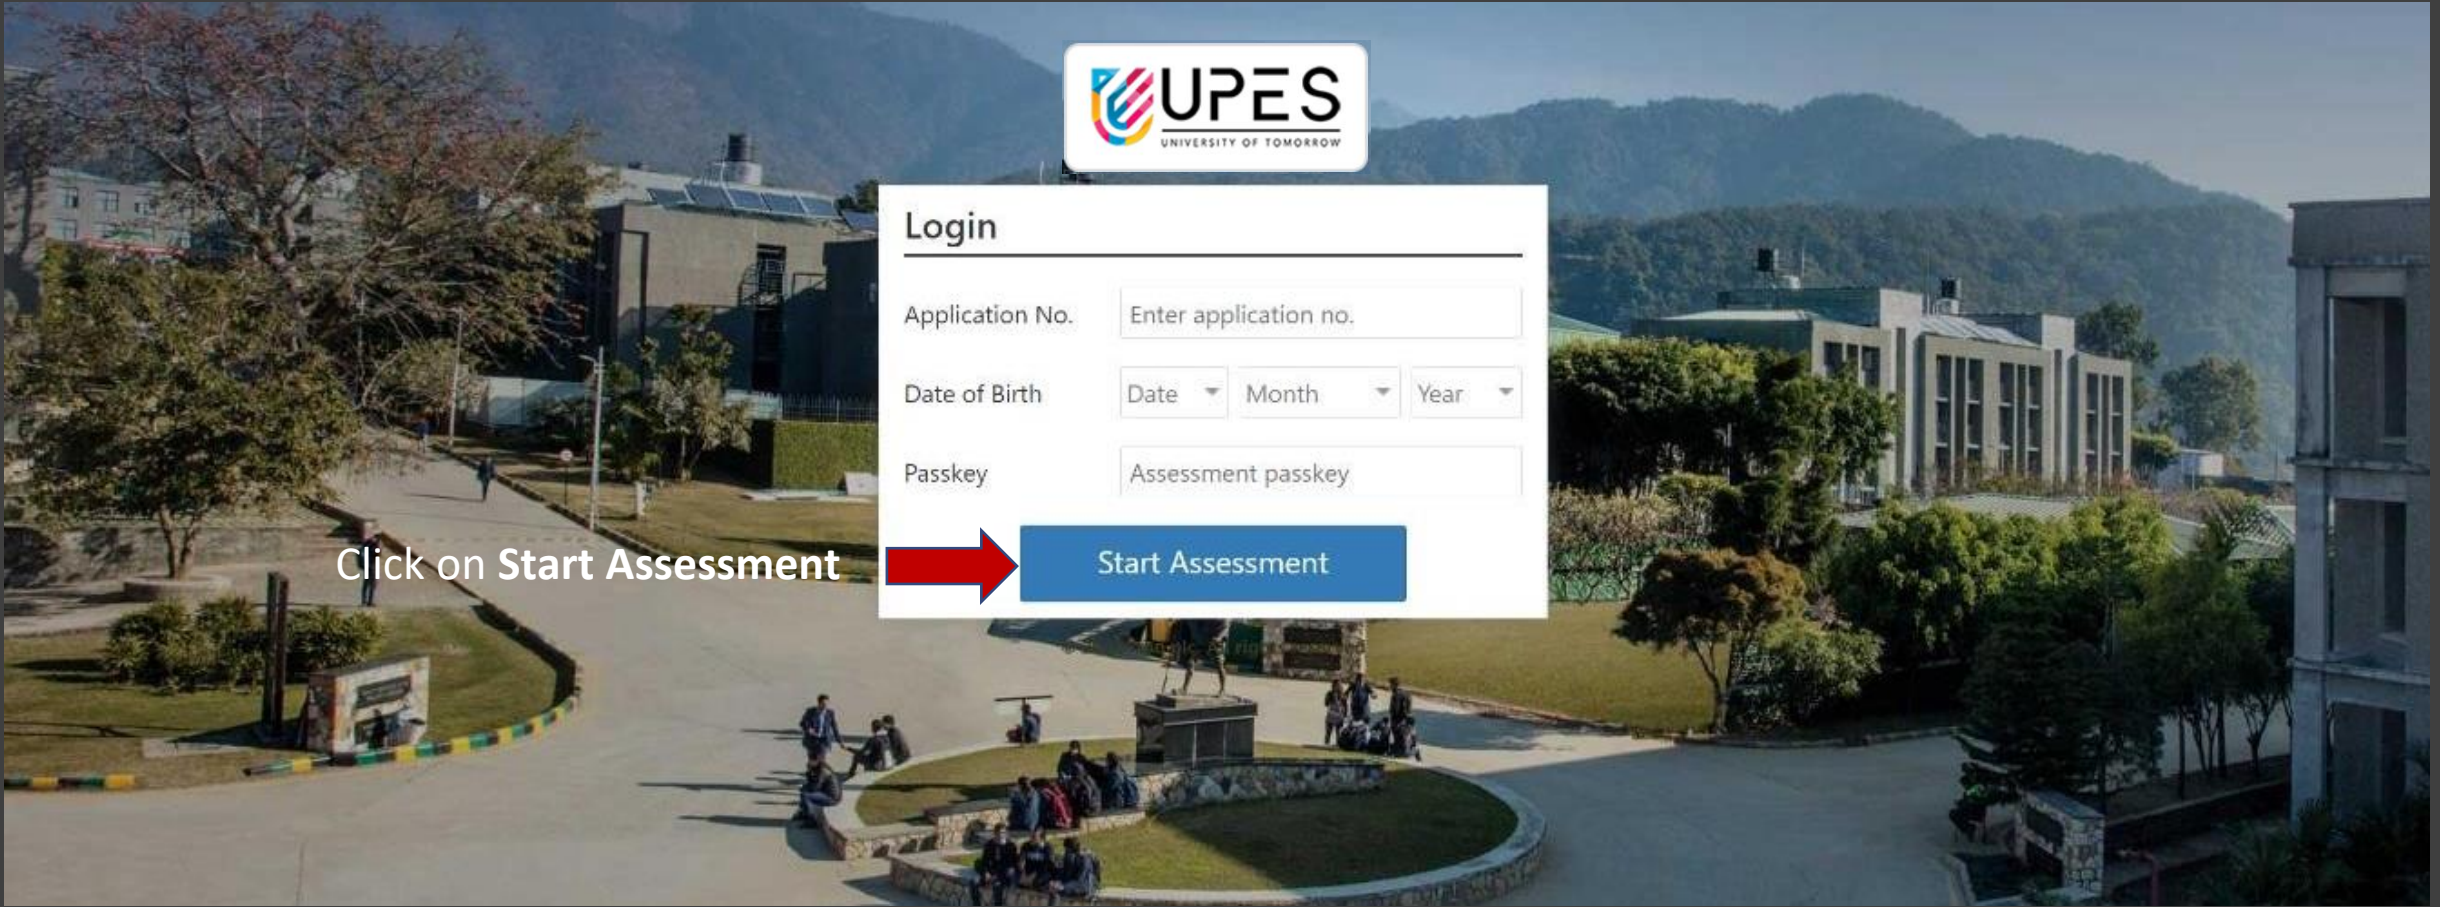 UPES
UNIVERSITY OF TOMORROW
Login
Application No. Enter application no.
Date of Birth Date Month Year
Passkey Assessment passkey
Click on Start Assessment Start Assessment